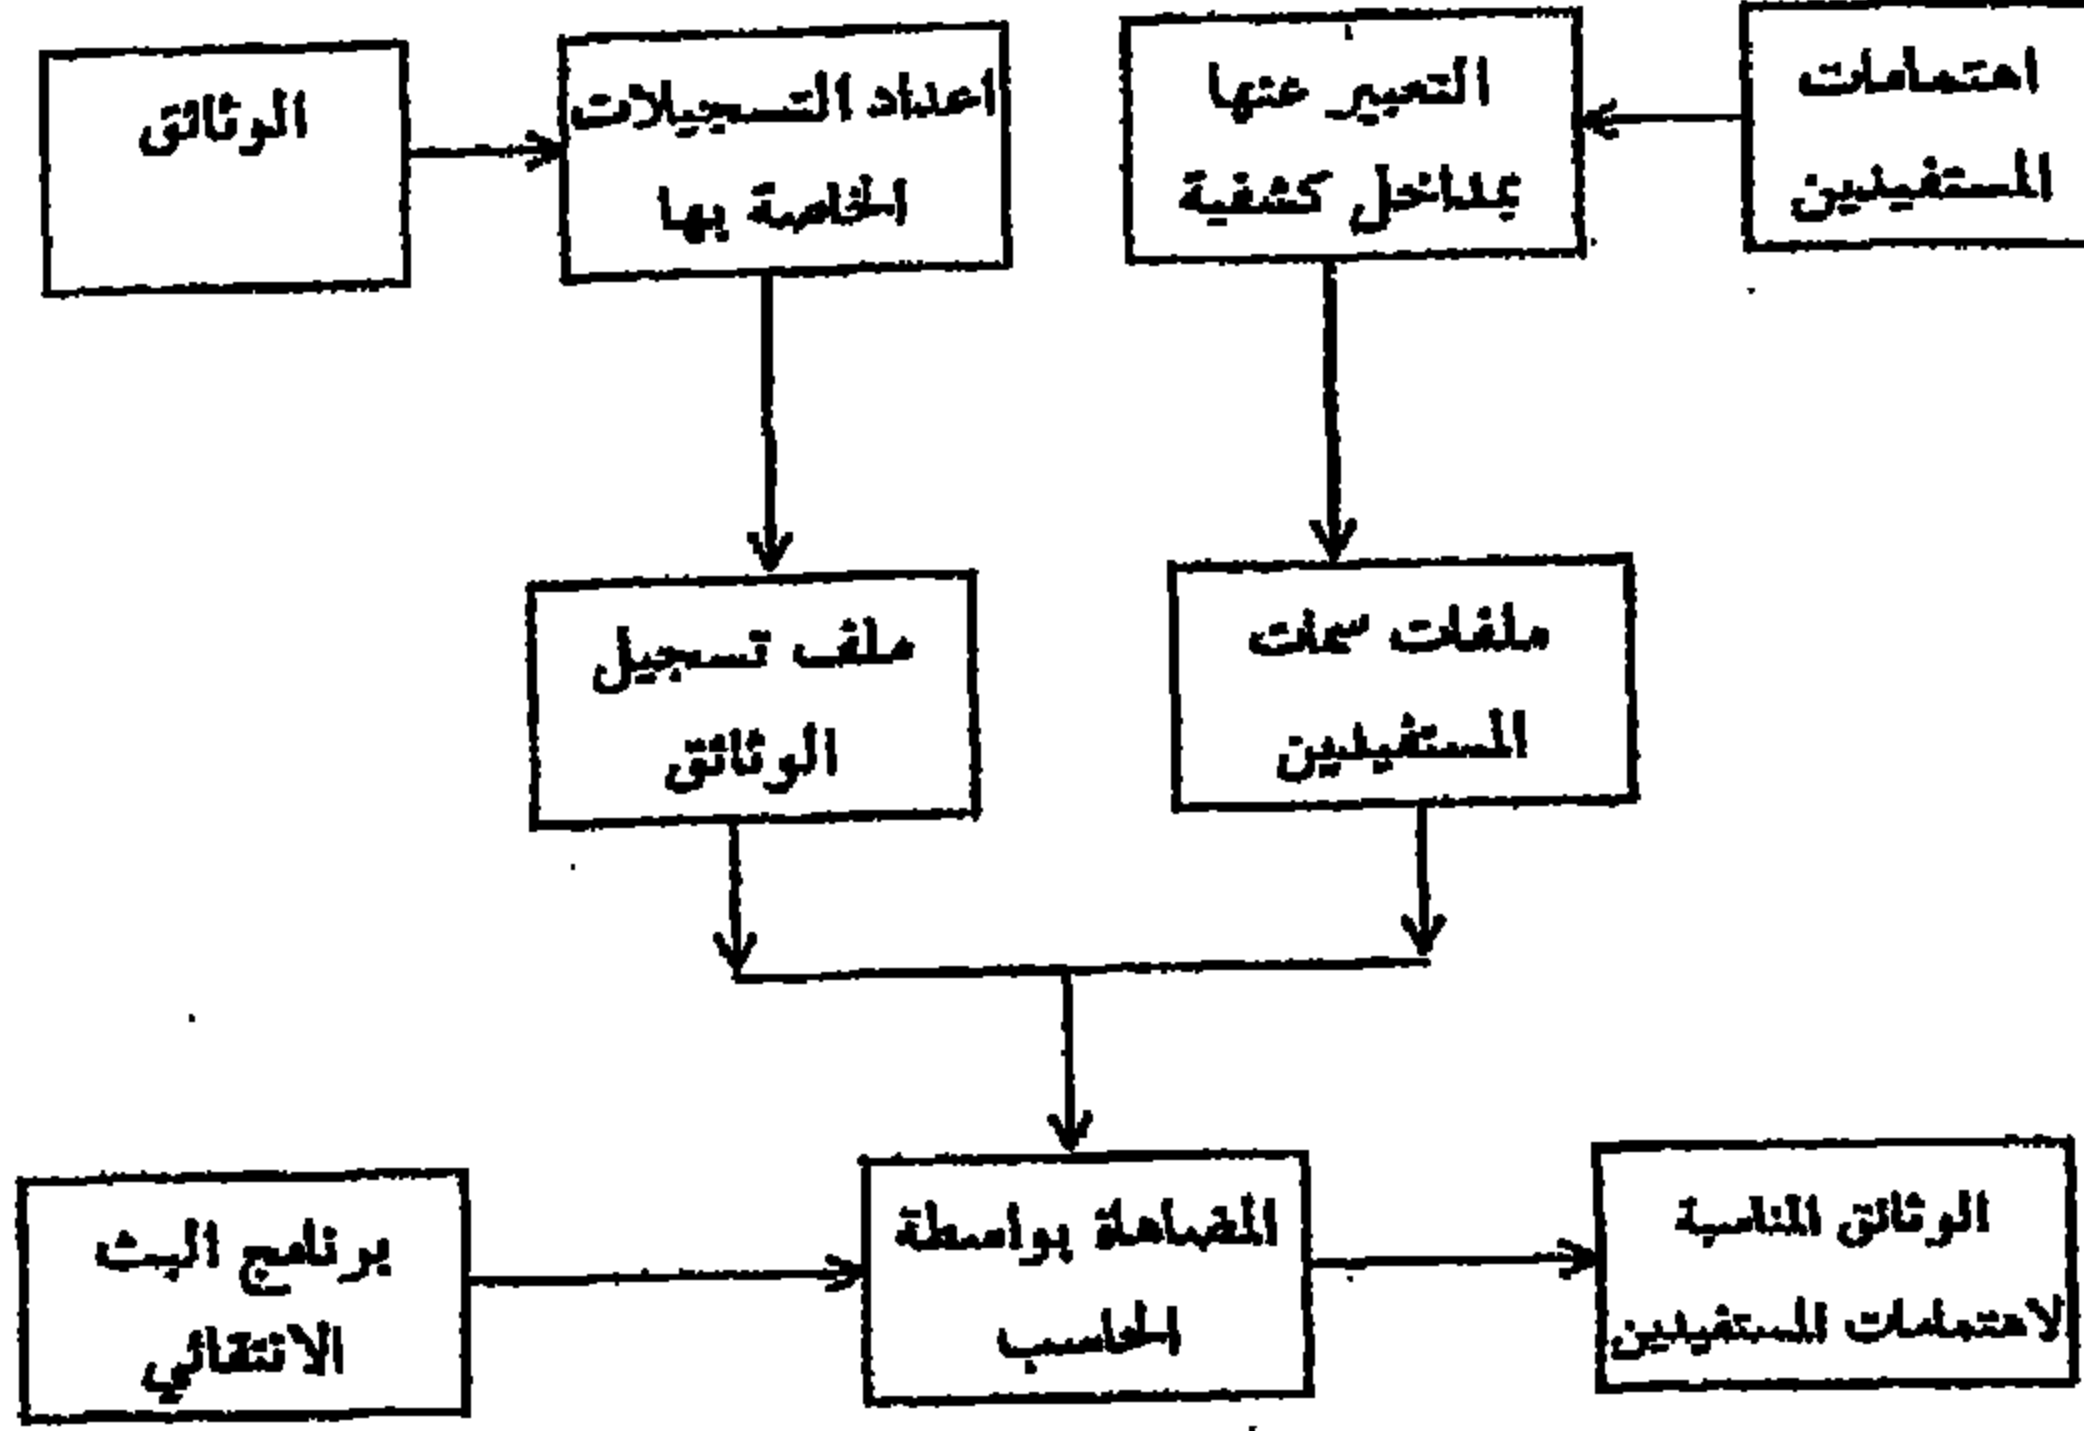 اهتمامات
المستفيدين
التعبير عنها
بمداخل كشفية
اعداد التسجيلات
الخاصة بها
الوثائق
ملفات سمات
المستفيدين
ملف تسجيل
الوثائق
الوثائق المناسبة
لاهتمامات المستفيدين
المضاهاة بواسطة
الحاسب
برنامج البث
الانتقائي